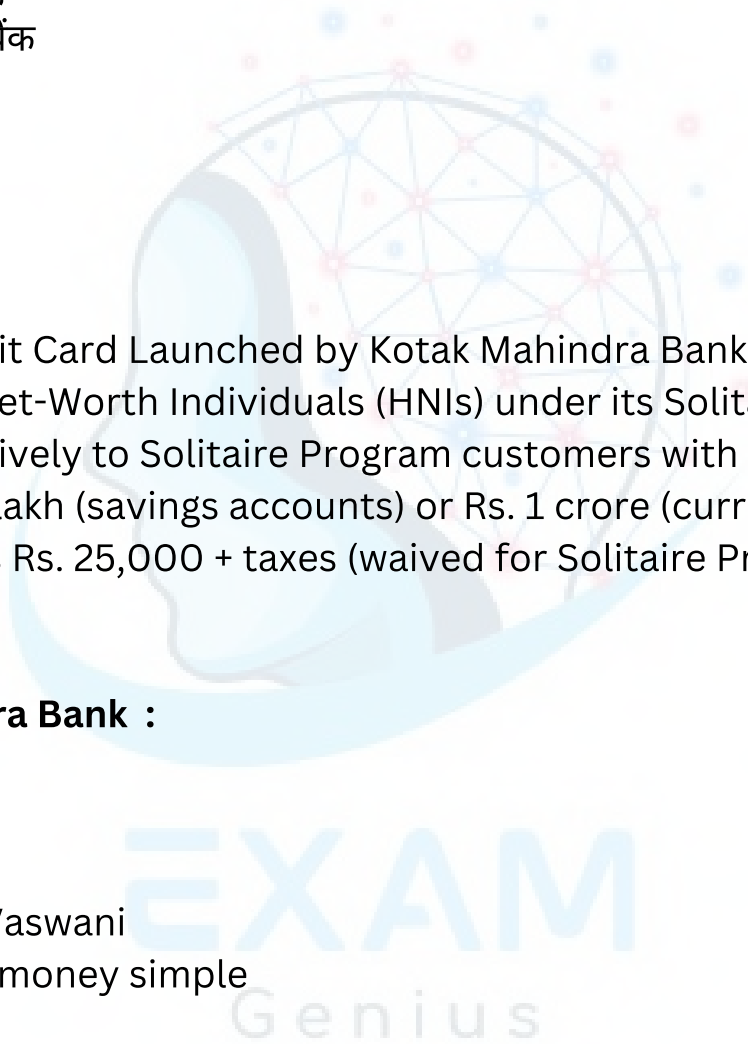 बैंक
it Card Launched by Kotak Mahindra Bank
et-Worth Individuals (HNIs) under its Solit
ively to Solitaire Program customers with
akh (savings accounts) or Rs. 1 crore (curr
Rs. 25,000 + taxes (waived for Solitaire Pr
ra Bank :
aswani
money simple
EXAM
Genius